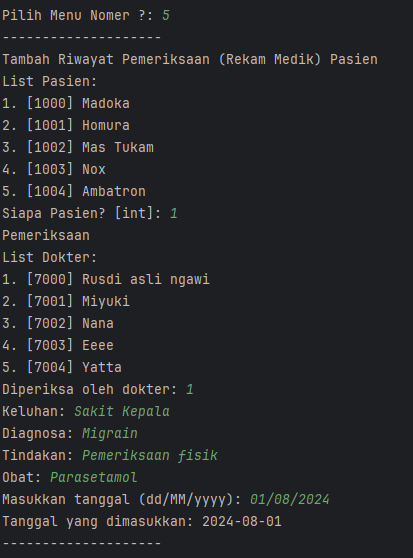 Pilih Menu Nomer ?: 5
--------------------
Tambah Riwayat Pemeriksaan (Rekam Medik) Pasien
List Pasien:
1. [1000] Madoka
2. [1001] Homura
3. [1002] Mas Tukam
4. [1003] Nox
5. [1004] Ambatron
Siapa Pasien? [int]: 1
Pemeriksaan
List Dokter:
1. [7000] Rusdi asli ngawi
2. [7001] Miyuki
3. [7002] Nana
4. [7003] Eeee
5. [7004] Yatta
Diperiksa oleh dokter: 1
Keluhan: Sakit Kepala
Diagnosa: Migrain
Tindakan: Pemeriksaan fisik
Obat: Parasetamol
Masukkan tanggal (dd/MM/yyyy): 01/08/2024
Tanggal yang dimasukkan: 2024-08-01
--------------------